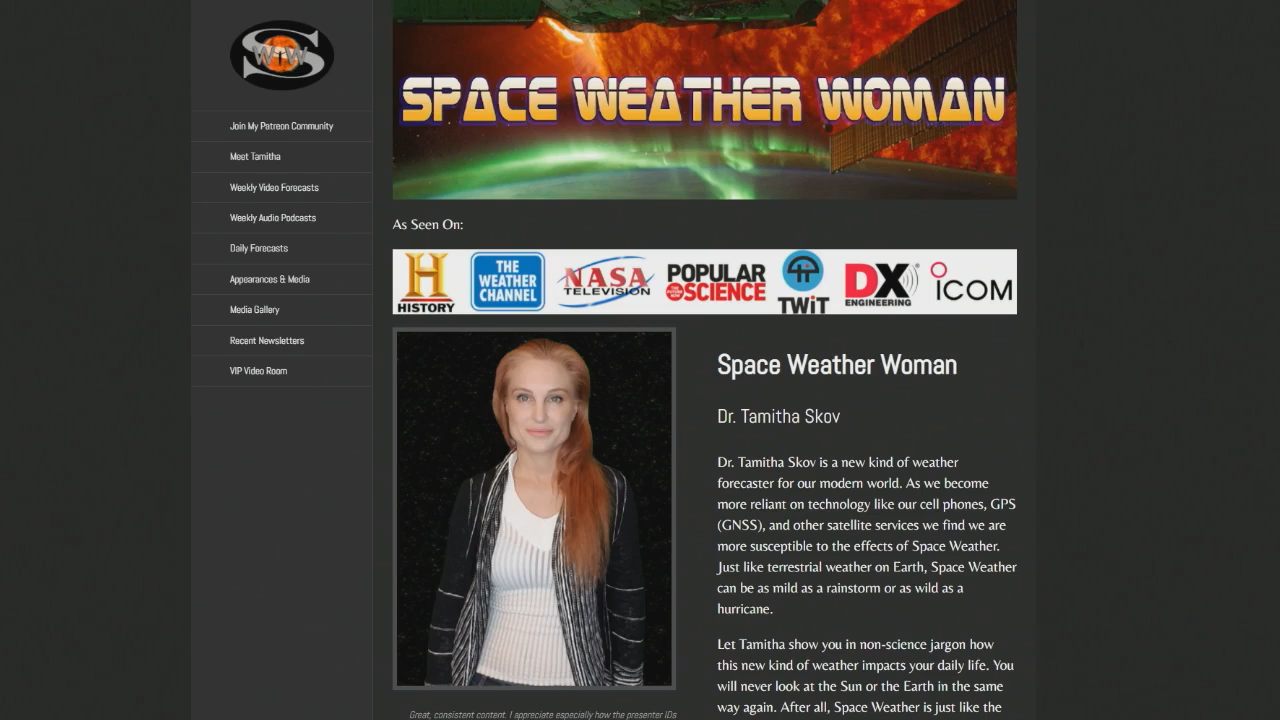 SWW
Join My Patreon Community
Meet Tamitha
Weekly Video Forecasts
Weekly Audio Podcasts
Daily Forecasts
Appearances & Media
Media Gallery
Recent Newsletters
VIP Video Room
SPACE WEATHER WOMAN
As Seen On:
H
HISTORY
THE
WEATHER
CHANNEL
NASA
TELEVISION
POPULAR
SCIENCE
TWiT
DX
ENGINEERING
ICOM
Space Weather Woman
Dr. Tamitha Skov
Dr. Tamitha Skov is a new kind of weather
forecaster for our modern world. As we become
more reliant on technology like our cell phones, GPS
(GNSS), and other satellite services we find we are
more susceptible to the effects of Space Weather.
Just like terrestrial weather on Earth, Space Weather
can be as mild as a rainstorm or as wild as a
hurricane.
Let Tamitha show you in non-science jargon how
this new kind of weather impacts your daily life. You
will never look at the Sun or the Earth in the same
way again. After all, Space Weather is just like the
Great, consistent content. I appreciate especially how the presenter IDs